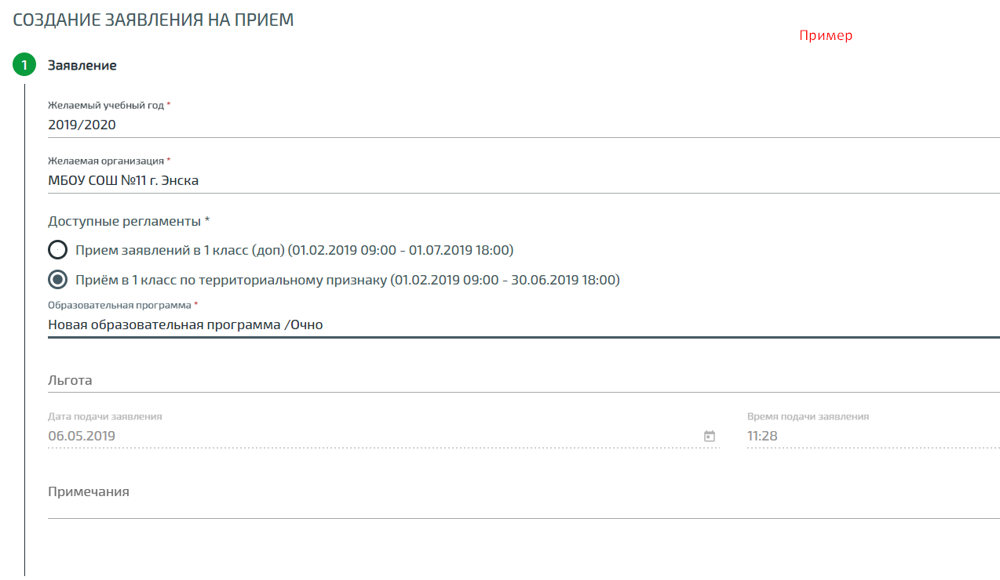 СОЗДАНИЕ ЗАЯВЛЕНИЯ НА ПРИЕМ
Пример
1 Заявление
Желаемый учебный год *
2019/2020
Желаемая организация *
МБОУ СОШ №11 г. Энска
Доступные регламенты *
Прием заявлений в 1 класс (доп) (01.02.2019 09:00 - 01.07.2019 18:00)
Приём в 1 класс по территориальному признаку (01.02.2019 09:00 - 30.06.2019 18:00)
Образовательная программа *
Новая образовательная программа /Очно
Льгота
Дата подачи заявления Время подачи заявления
06.05.2019 11:28
Примечания